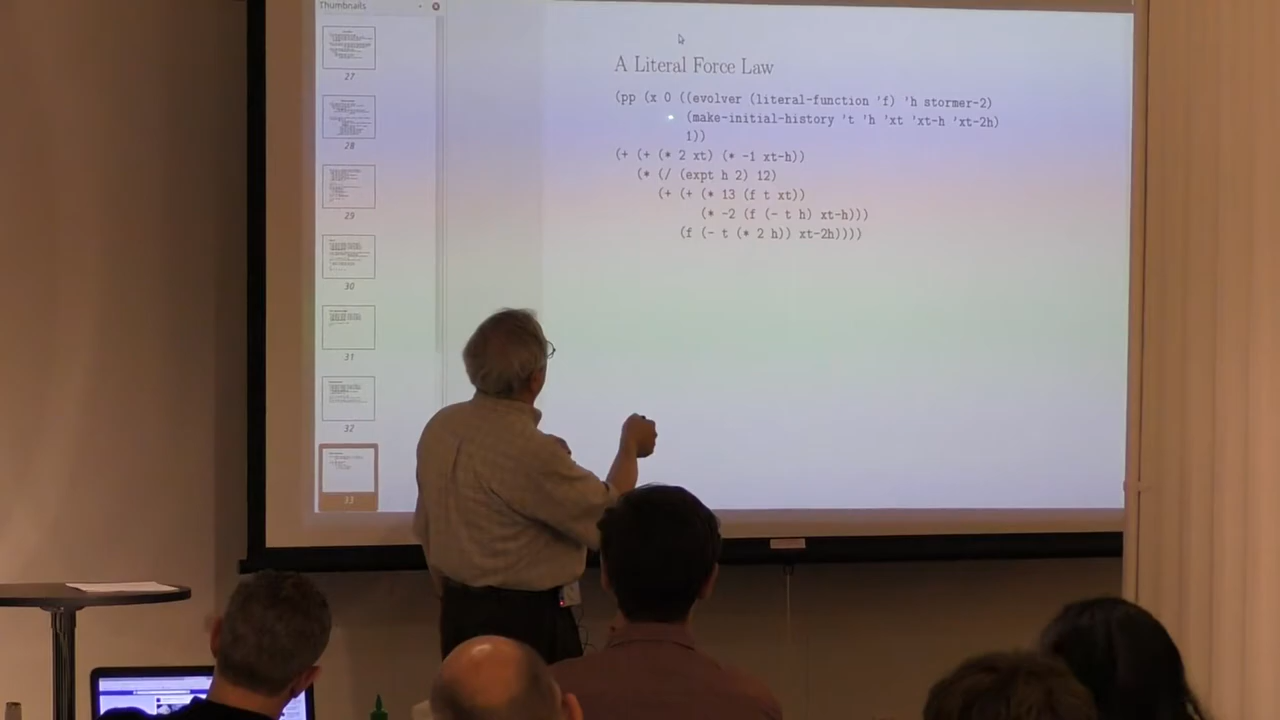 Thumbnails
27
28
29
30
31
32
33
A Literal Force Law
(pp (x 0 ((evolver (literal-function 'f) 'h stormer-2)
(make-initial-history 't 'h 'xt 'xt-h 'xt-2h)
1))
(+ (+ (* 2 xt) (* -1 xt-h))
(* (/ (expt h 2) 12)
(+ (+ (* 13 (f t xt))
(* -2 (f (- t h) xt-h)))
(f (- t (* 2 h)) xt-2h))))